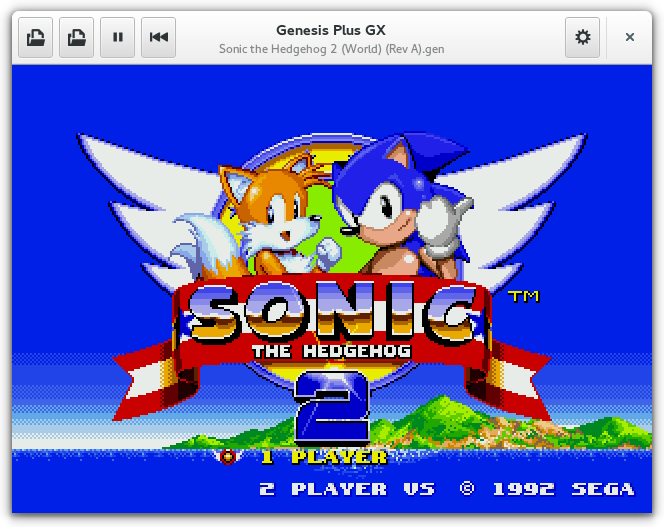 Genesis Plus GX
Sonic the Hedgehog 2 (World) (Rev A).gen
SONIC
TM
THE HEDGEHOG
2
1 PLAYER
2 PLAYER VS © 1992 SEGA